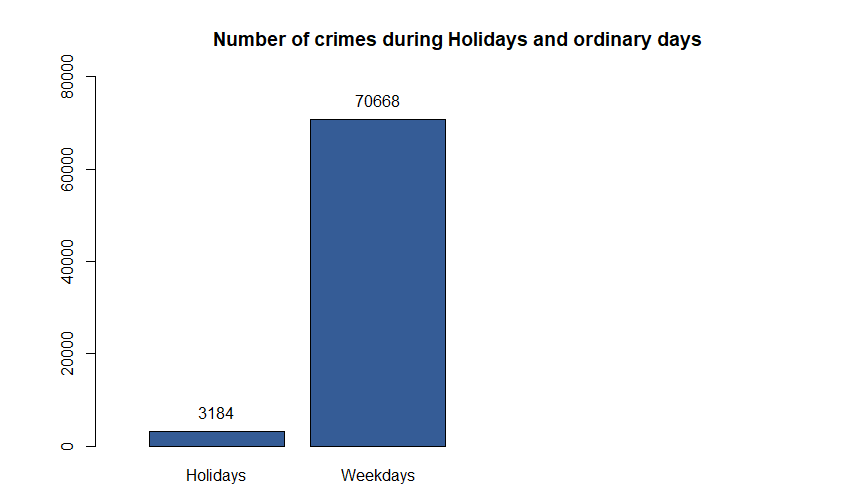 Number of crimes during Holidays and ordinary days
80000
60000
40000
20000
0
70668
3184
Holidays
Weekdays